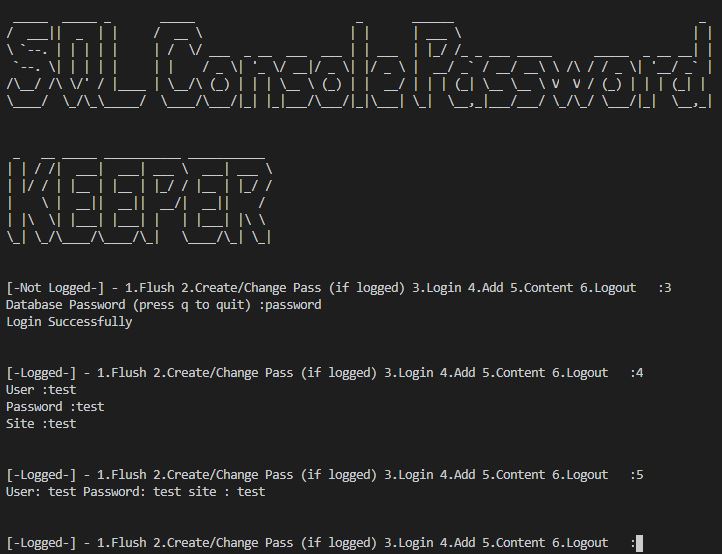 SQL Console Password
KEEPER
[-Not Logged-] - 1.Flush 2.Create/Change Pass (if logged) 3.Login 4.Add 5.Content 6.Logout   :3
Database Password (press q to quit) :password
Login Successfully
[-Logged-] - 1.Flush 2.Create/Change Pass (if logged) 3.Login 4.Add 5.Content 6.Logout   :4
User :test
Password :test
Site :test
[-Logged-] - 1.Flush 2.Create/Change Pass (if logged) 3.Login 4.Add 5.Content 6.Logout   :5
User: test Password: test site : test
[-Logged-] - 1.Flush 2.Create/Change Pass (if logged) 3.Login 4.Add 5.Content 6.Logout   :